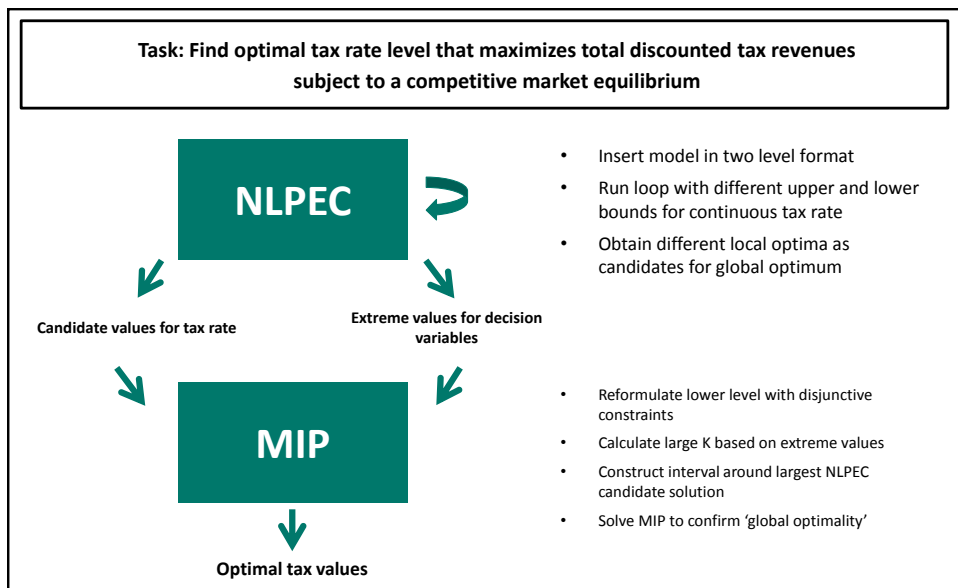 Task: Find optimal tax rate level that maximizes total discounted tax revenues
subject to a competitive market equilibrium
NLPEC
• Insert model in two level format
• Run loop with different upper and lower
bounds for continuous tax rate
• Obtain different local optima as
candidates for global optimum
Candidate values for tax rate
Extreme values for decision
variables
MIP
• Reformulate lower level with disjunctive
constraints
• Calculate large K based on extreme values
• Construct interval around largest NLPEC
candidate solution
• Solve MIP to confirm ‘global optimality’
Optimal tax values